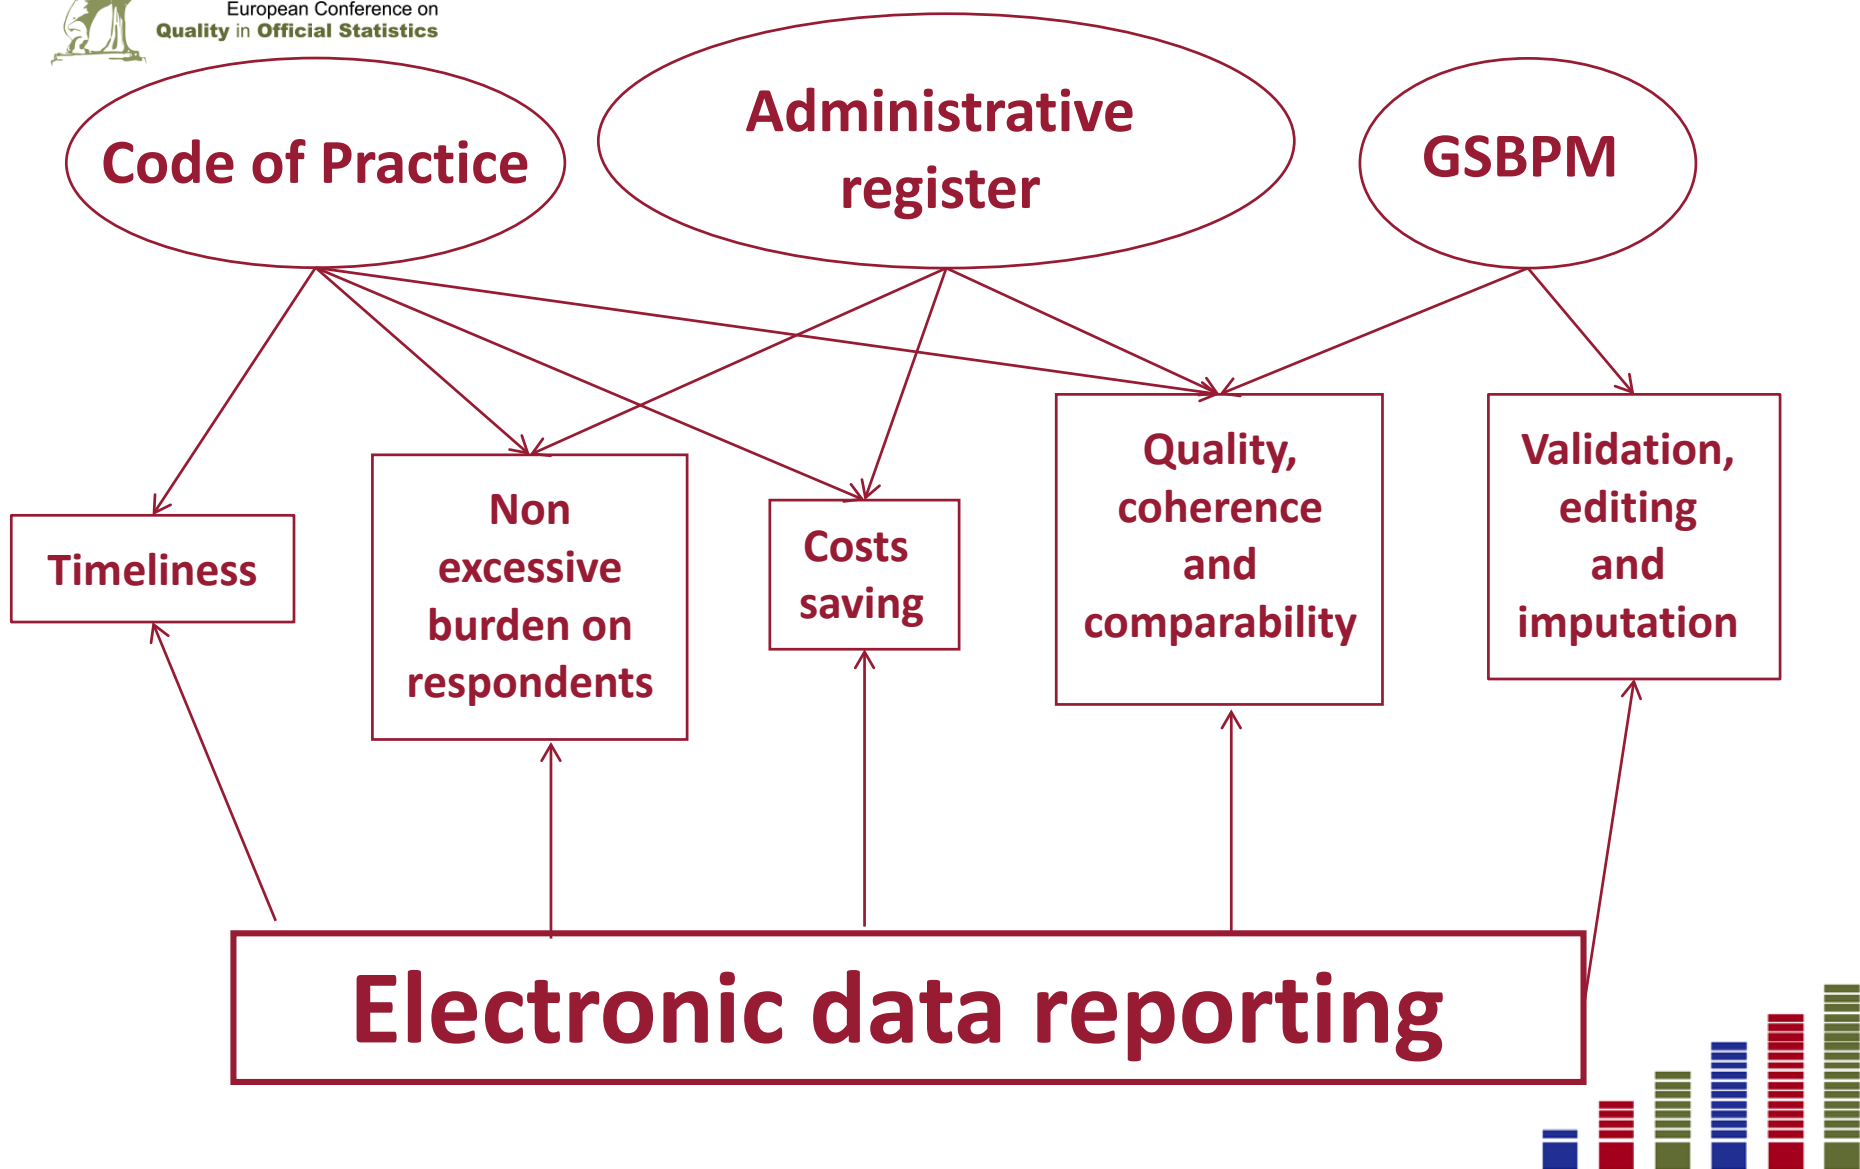 European Conference on
Quality in Official Statistics
Code of Practice
Administrative
register
GSBPM
Timeliness
Non
excessive
burden on
respondents
Costs
saving
Quality,
coherence
and
comparability
Validation,
editing
and
imputation
Electronic data reporting